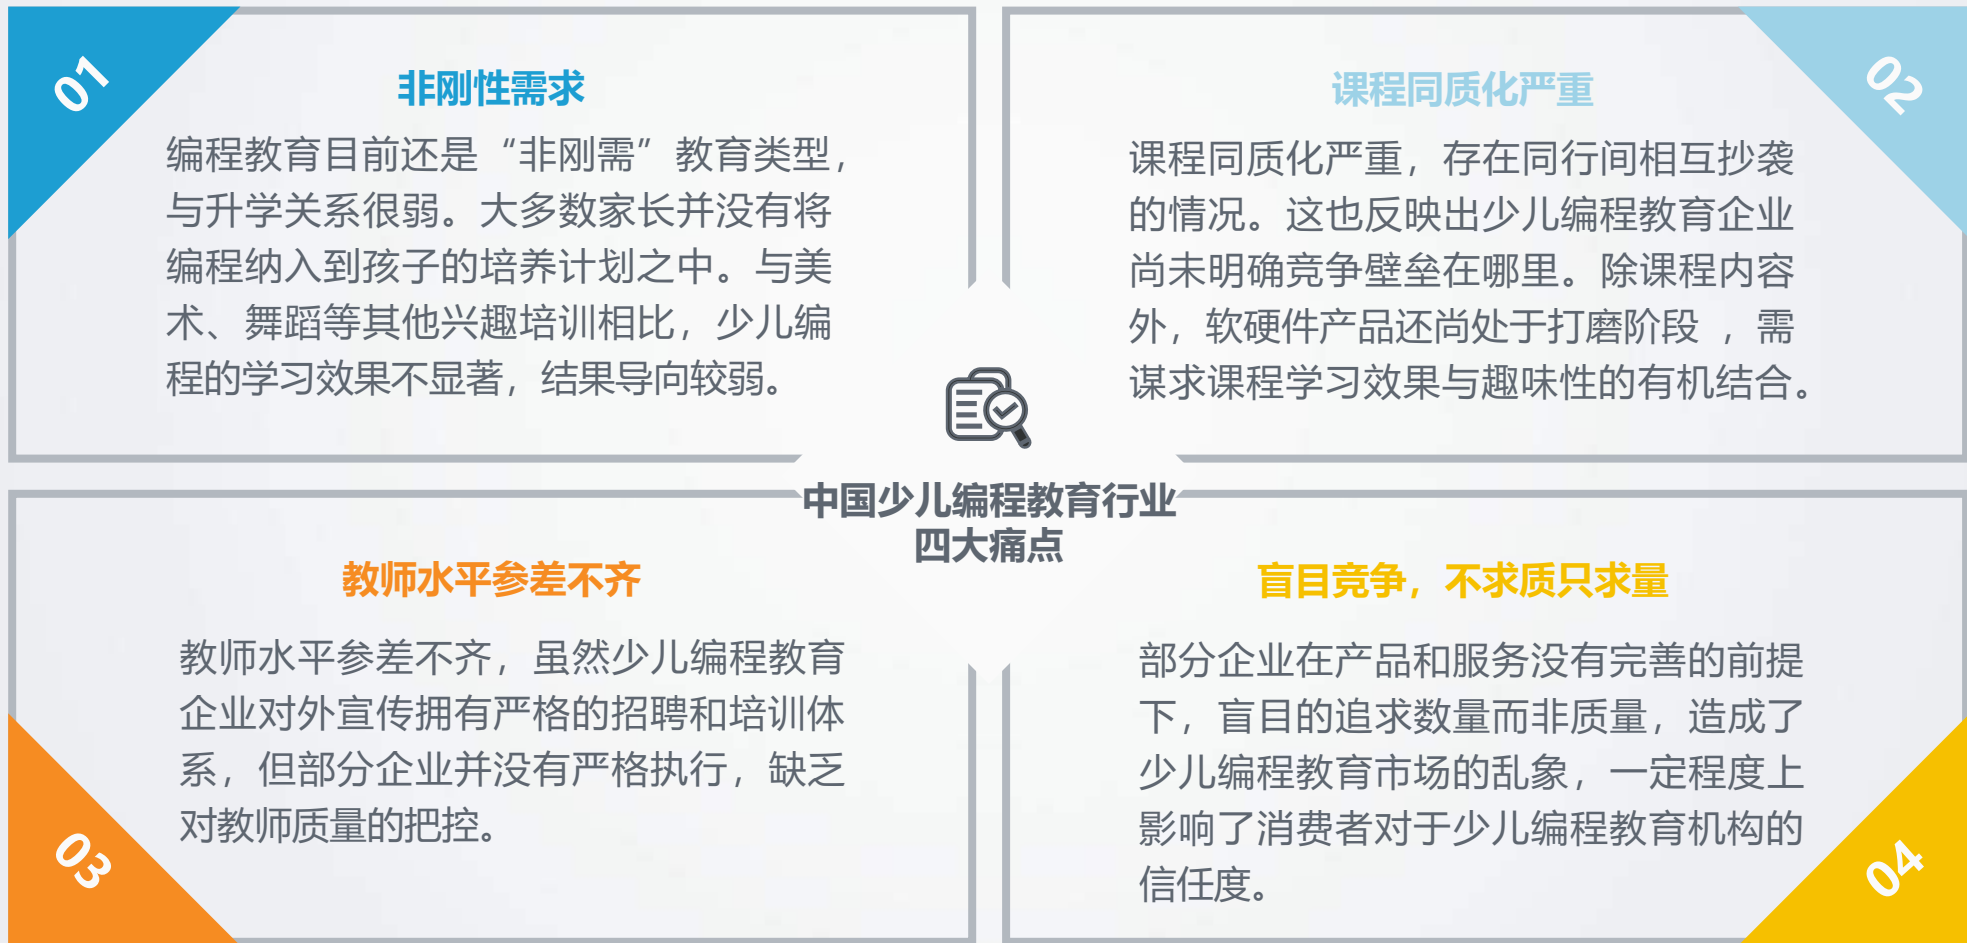 01
非刚性需求
编程教育目前还是“非刚需”教育类型，
与升学关系很弱。大多数家长并没有将
编程纳入到孩子的培养计划之中。与美
术、舞蹈等其他兴趣培训相比，少儿编
程的学习效果不显著，结果导向较弱。
02
课程同质化严重
课程同质化严重，存在同行间相互抄袭
的情况。这也反映出少儿编程教育企业
尚未明确竞争壁垒在哪里。除课程内容
外，软硬件产品还尚处于打磨阶段 ，需
谋求课程学习效果与趣味性的有机结合。
中国少儿编程教育行业
四大痛点
03
教师水平参差不齐
教师水平参差不齐，虽然少儿编程教育
企业对外宣传拥有严格的招聘和培训体
系，但部分企业并没有严格执行，缺乏
对教师质量的把控。
04
盲目竞争，不求质只求量
部分企业在产品和服务没有完善的前提
下，盲目的追求数量而非质量，造成了
少儿编程教育市场的乱象，一定程度上
影响了消费者对于少儿编程教育机构的
信任度。